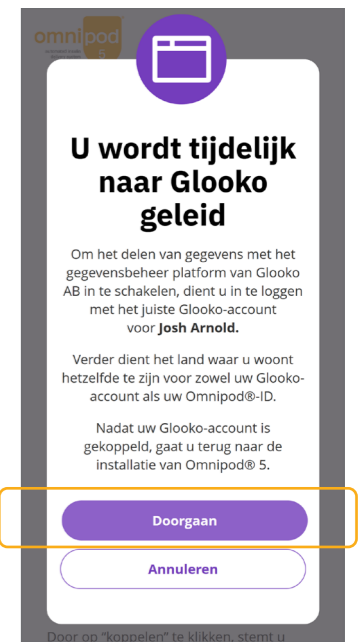 omnipod
5
U wordt tijdelijk
naar Glooko
geleid
Om het delen van gegevens met het
gegevensbeheer platform van Glooko
AB in te schakelen, dient u in te loggen
met het juiste Glooko-account
voor Josh Arnold.
Verder dient het land waar u woont
hetzelfde te zijn voor zowel uw Glooko-
account als uw Omnipod®-ID.
Nadat uw Glooko-account is
gekoppeld, gaat u terug naar de
installatie van Omnipod® 5.
Doorgaan
Annuleren
Door op "koppelen" te klikken, stemt u